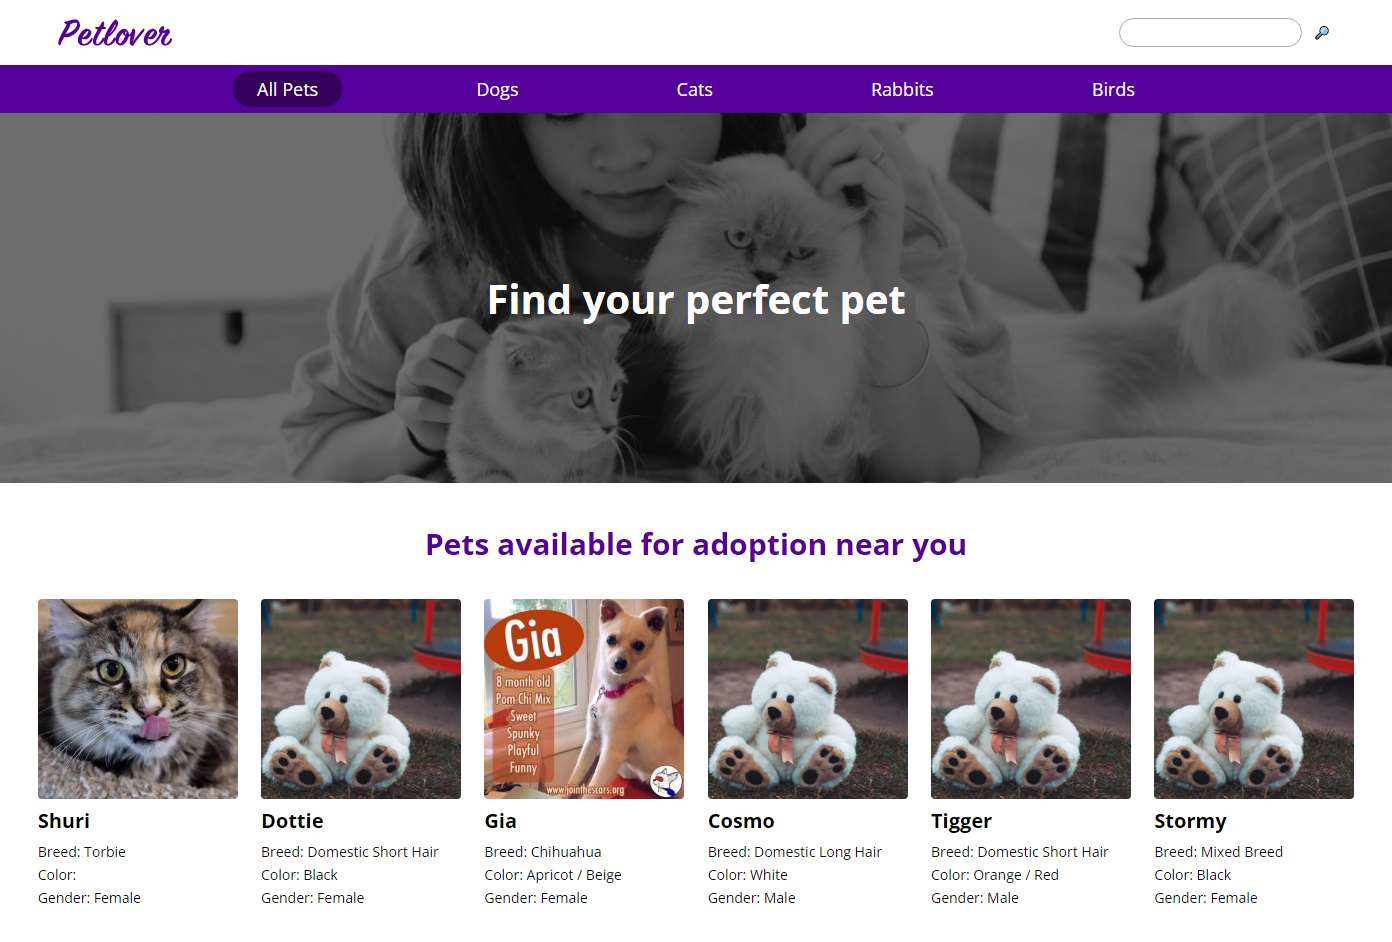 Petlover
All Pets
Dogs
Cats
Rabbits
Birds
Find your perfect pet
Pets available for adoption near you
Gia
8 month old
Pom-Chi Mix
Sweet
Spunky
Playful
Funny
www.jointhescars.org
Shuri
Breed: Torbie
Color:
Gender: Female
Dottie
Breed: Domestic Short Hair
Color: Black
Gender: Female
Gia
Breed: Chihuahua
Color: Apricot / Beige
Gender: Female
Cosmo
Breed: Domestic Long Hair
Color: White
Gender: Male
Tigger
Breed: Domestic Short Hair
Color: Orange / Red
Gender: Male
Stormy
Breed: Mixed Breed
Color: Black
Gender: Female